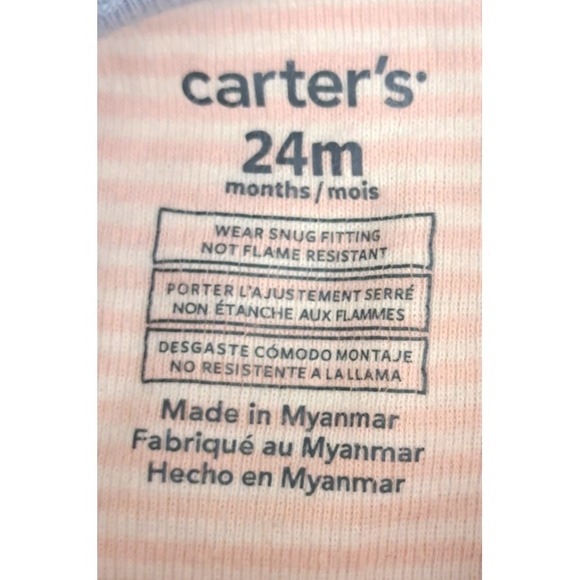 carter's
24m
months / mois
WEAR SNUG FITTING
NOT FLAME RESISTANT
PORTER L'AJUSTEMENT SERRÉ
NON ÉTANCHE AUX FLAMMES
DESGASTE CÓMODO MONTAJE
NO RESISTENTE A LA LLAMA
Made in Myanmar
Fabriqué au Myanmar
Hecho en Myanmar